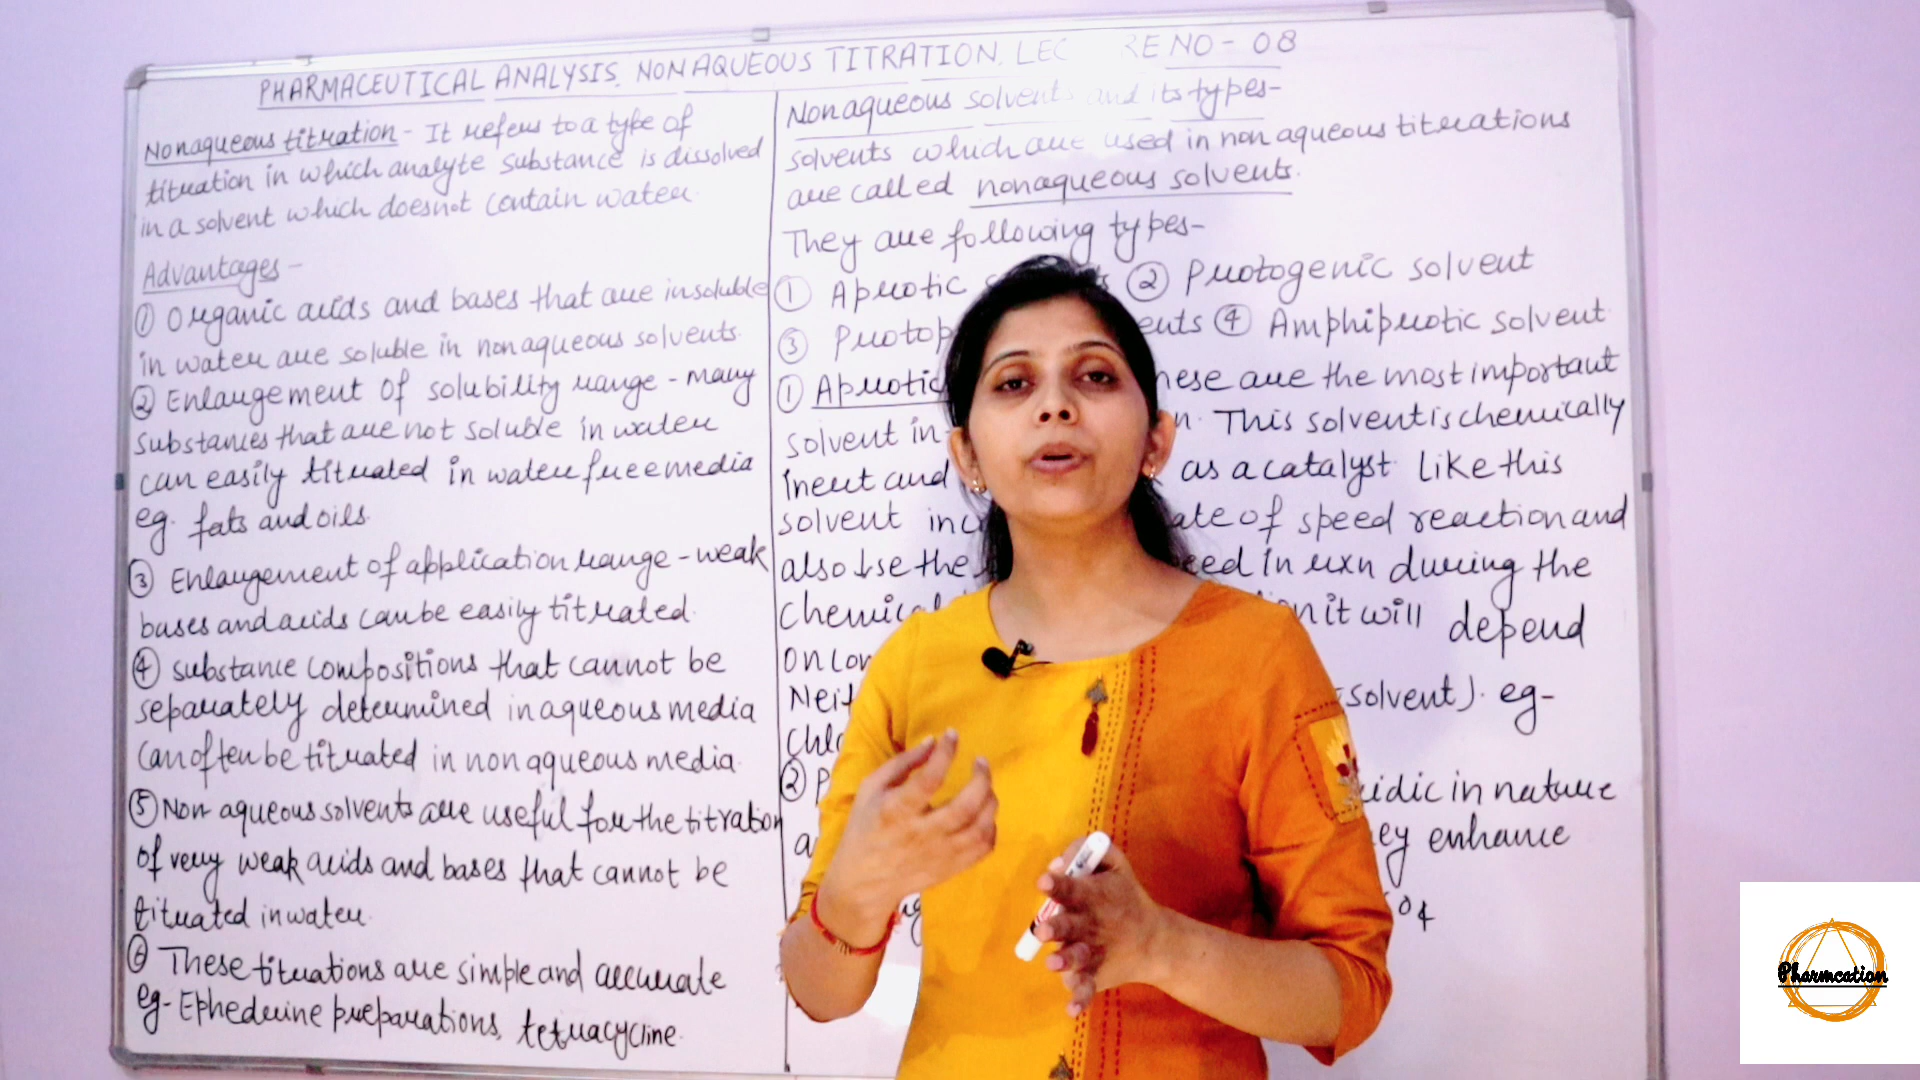 PHARMACEUTICAL ANALYSIS, NONAQUEOUS TITRATION, LEC RE NO - 08
Nonaqueous titration - It refers to a type of
titration in which analyte substance is dissolved
in a solvent which doesnot contain water.
Advantages -
① Organic acids and bases that are insoluble
in water are soluble in nonaqueous solvents.
② Enlargement of solubility range - many
substances that are not soluble in water
can easily titrated in water free media
eg. fats and oils.
③ Enlargement of application range - weak
bases and acids can be easily titrated.
④ substance compositions that cannot be
separately determined in aqueous media
can often be titrated in non aqueous media.
⑤ Non aqueous solvents are useful for the titration
of very weak acids and bases that cannot be
titrated in water.
⑥ These titrations are simple and accurate
eg - Ephedrine preparations, tetracycline.
Nonaqueous solvents and its types -
solvents which are used in non aqueous titrations
are called nonaqueous solvents.
They are following types -
① Aprotic ② Protogenic solvent
③ ④ Amphiprotic solvent
① Aprotic these are the most important
solvent in This solvent is chemically
inert and as a catalyst like this
solvent of speed reaction and
also ↓se the in rxn during the
it will depend
on
solvent). eg -
②
in nature
enhance
Pharmcation